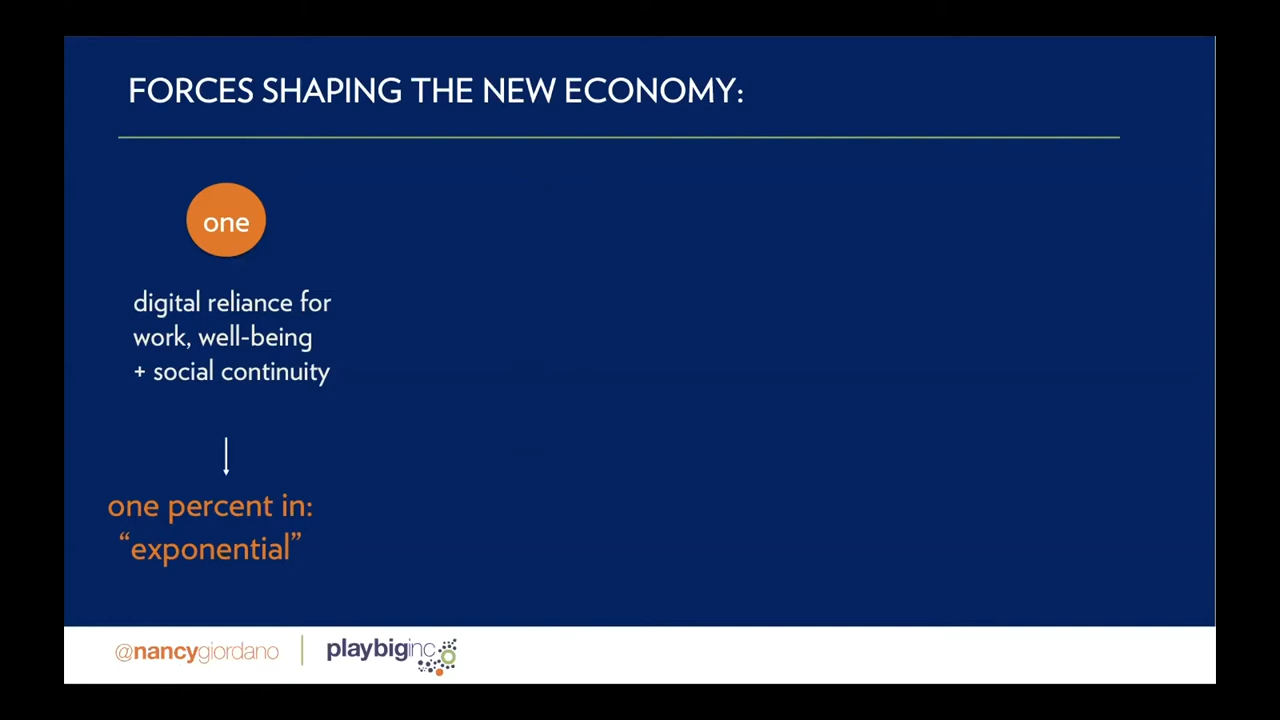 FORCES SHAPING THE NEW ECONOMY:
one
digital reliance for
work, well-being
+ social continuity
one percent in:
“exponential”
@nancygiordano
playbiginc